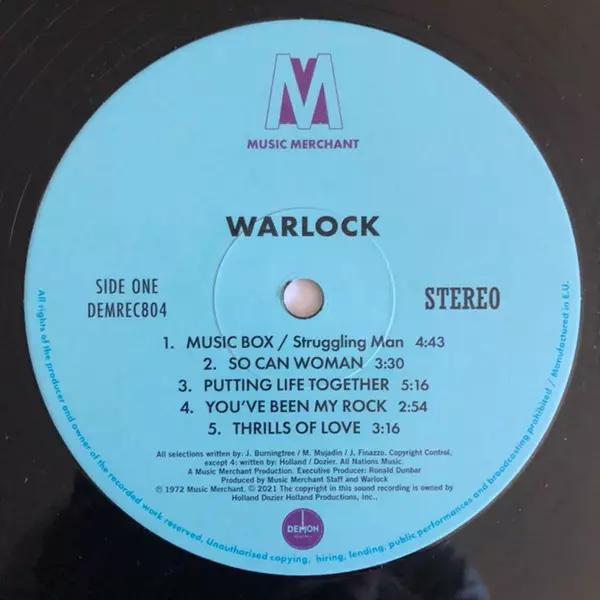 M
MUSIC MERCHANT
WARLOCK
SIDE ONE
DEMREC804
STEREO
1. MUSIC BOX / Struggling Man 4:43
2. SO CAN WOMAN 3:30
3. PUTTING LIFE TOGETHER 5:16
4. YOU'VE BEEN MY ROCK 2:54
5. THRILLS OF LOVE 3:16
All selections written by: J. Burningtree / M. Mujadin / J. Finazzo. Copyright Control,
except 4: written by: Holland / Dozier. All Nations Music.
A Music Merchant Production. Executive Producer: Ronald Dunbar
Produced by Music Merchant Staff and Warlock
℗ 1972 Music Merchant. © 2021 The copyright in this sound recording is owned by
Holland Dozier Holland Productions, Inc.,
DEMON
All rights of the producer and owner of the recorded work reserved. Unauthorised copying, hiring, lending, public performances and broadcasting prohibited / Manufactured in E.U.